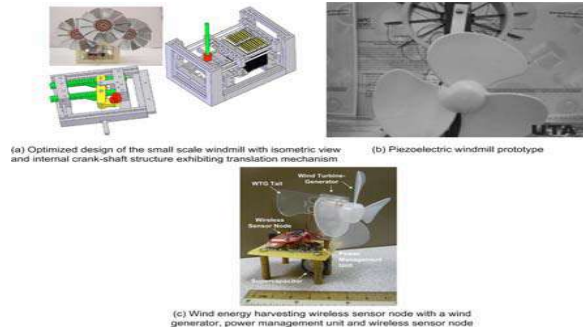 (a) Optimized design of the small scale windmill with isometric view
and internal crank-shaft structure exhibiting translation mechanism
(b) Piezoelectric windmill prototype
UTA
Wind Turbine-
Generator
WTG Tail
Wireless
Sensor Node
Power
Management
Unit
Supercapacitor
(c) Wind energy harvesting wireless sensor node with a wind
generator, power management unit and wireless sensor node